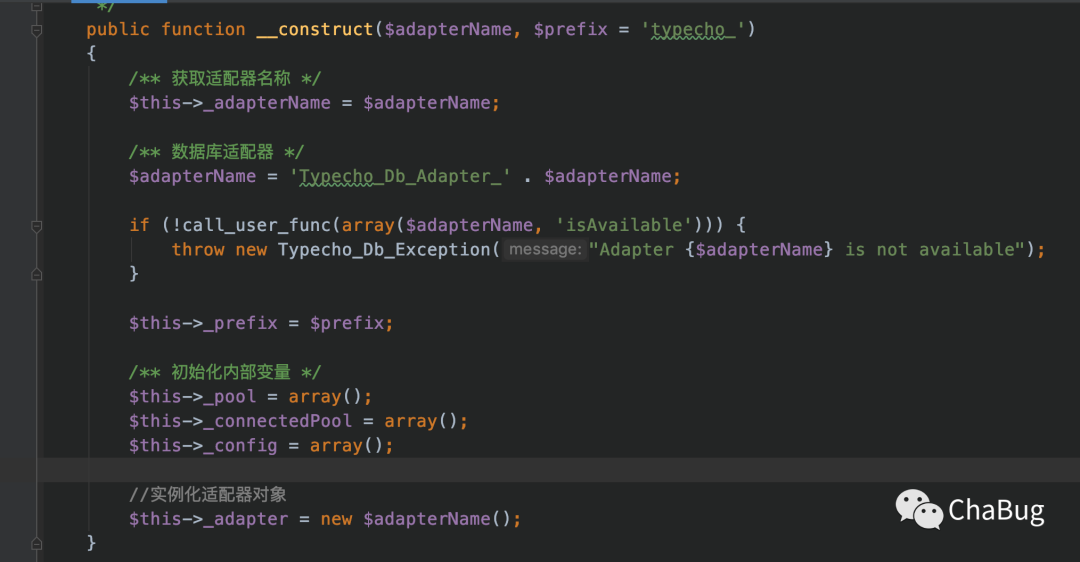 */
public function __construct($adapterName, $prefix = 'typecho_')
{
/** 获取适配器名称 */
$this->_adapterName = $adapterName;
/** 数据库适配器 */
$adapterName = 'Typecho_Db_Adapter_' . $adapterName;
if (!call_user_func(array($adapterName, 'isAvailable'))) {
throw new Typecho_Db_Exception( message: "Adapter {$adapterName} is not available");
}
$this->_prefix = $prefix;
/** 初始化内部变量 */
$this->_pool = array();
$this->_connectedPool = array();
$this->_config = array();
//实例化适配器对象
$this->_adapter = new $adapterName();
}
ChaBug